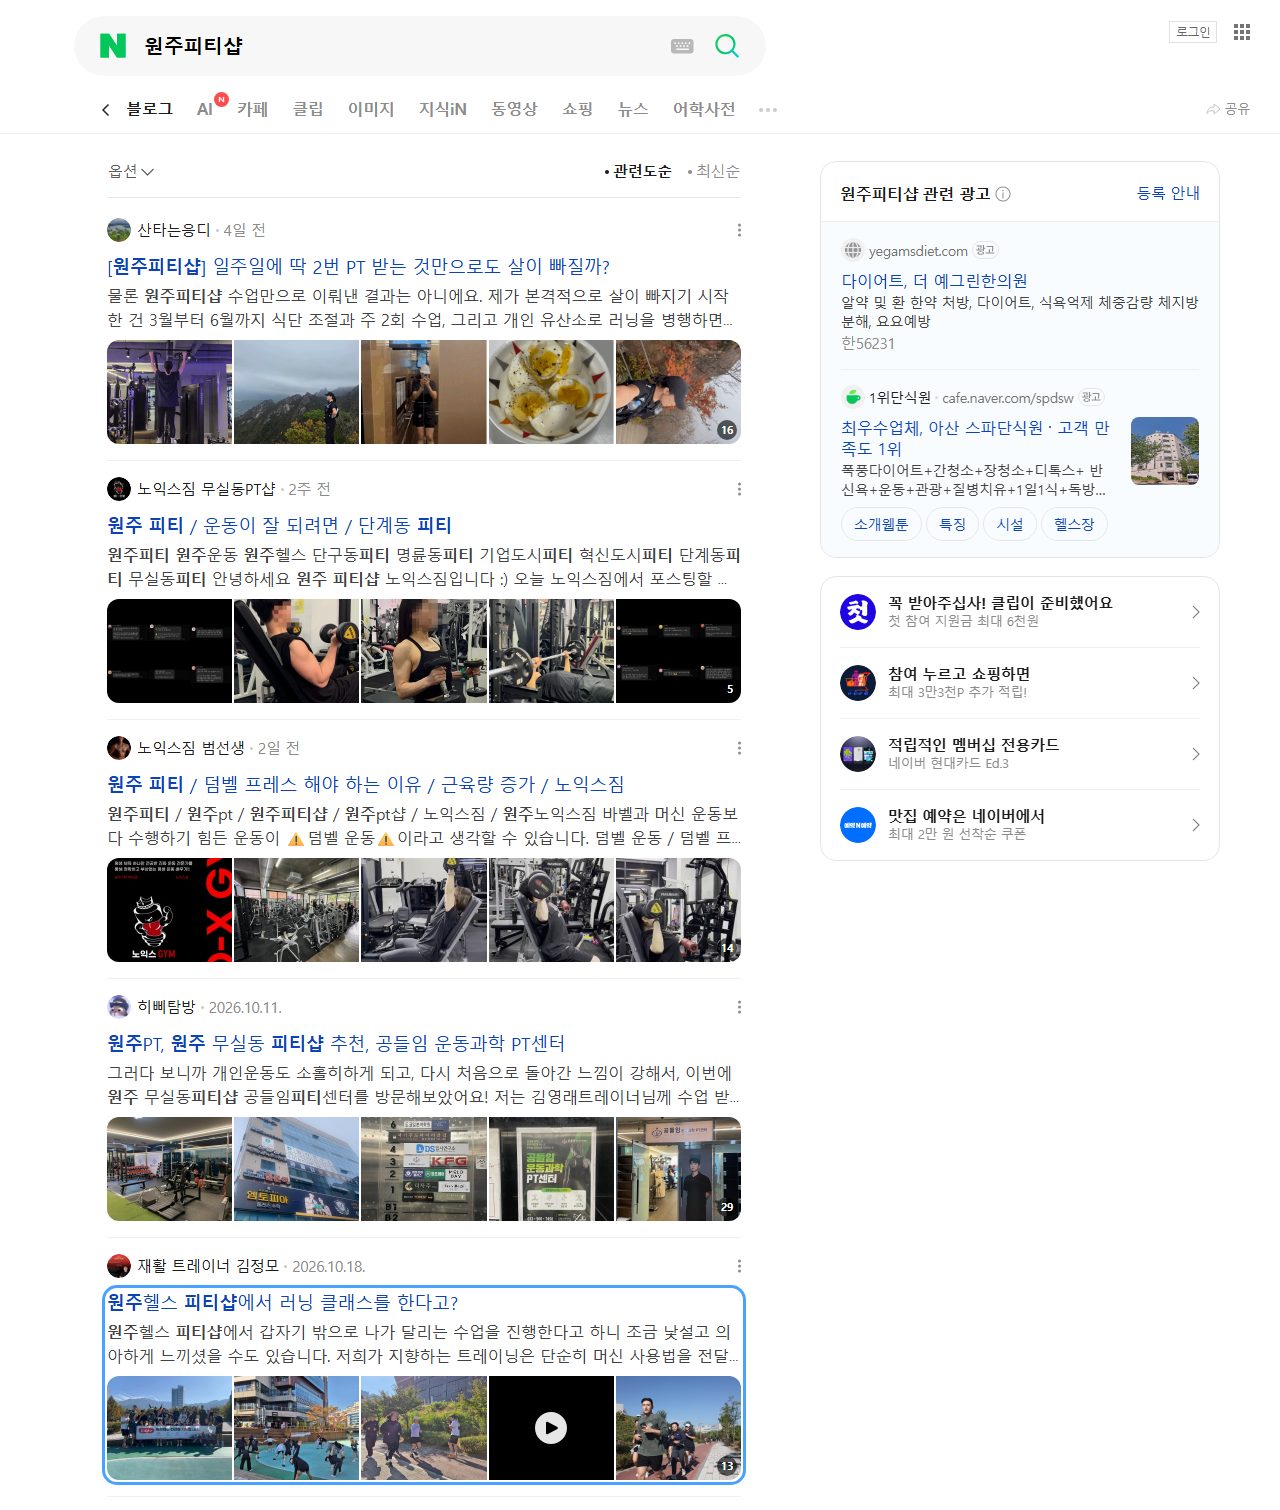 원주피티샵
로그인
블로그
AI N
카페
클립
이미지
지식iN
동영상
쇼핑
뉴스
어학사전
공유
옵션
• 관련도순
• 최신순
산타는응디 · 4일 전
[원주피티샵] 일주일에 딱 2번 PT 받는 것만으로도 살이 빠질까?
물론 원주피티샵 수업만으로 이뤄낸 결과는 아니에요. 제가 본격적으로 살이 빠지기 시작
한 건 3월부터 6월까지 식단 조절과 주 2회 수업, 그리고 개인 유산소로 러닝을 병행하면...
16
노익스짐 무실동PT샵 · 2주 전
원주 피티 / 운동이 잘 되려면 / 단계동 피티
원주피티 원주운동 원주헬스 단구동피티 명륜동피티 기업도시피티 혁신도시피티 단계동피
티 무실동피티 안녕하세요 원주 피티샵 노익스짐입니다 :) 오늘 노익스짐에서 포스팅할 ...
5
노익스짐 범선생 · 2일 전
원주 피티 / 덤벨 프레스 해야 하는 이유 / 근육량 증가 / 노익스짐
원주피티 / 원주pt / 원주피티샵 / 원주pt샵 / 노익스짐 / 원주노익스짐 바벨과 머신 운동보
다 수행하기 힘든 운동이 ⚠️덤벨 운동⚠️이라고 생각할 수 있습니다. 덤벨 운동 / 덤벨 프...
노익스 GYM
14
히삐탐방 · 2026.10.11.
원주PT, 원주 무실동 피티샵 추천, 공들임 운동과학 PT센터
그러다 보니까 개인운동도 소홀히하게 되고, 다시 처음으로 돌아간 느낌이 강해서, 이번에
원주 무실동피티샵 공들임피티센터를 방문해보았어요! 저는 김영래트레이너님께 수업 받...
엠토피아
KFG
공들임
운동과학
PT센터
공들임
29
재활 트레이너 김정모 · 2026.10.18.
원주헬스 피티샵에서 러닝 클래스를 한다고?
원주헬스 피티샵에서 갑자기 밖으로 나가 달리는 수업을 진행한다고 하니 조금 낯설고 의
아하게 느끼셨을 수도 있습니다. 저희가 지향하는 트레이닝은 단순히 머신 사용법을 전달...
13
원주피티샵 관련 광고
등록 안내
yegamsdiet.com 광고
다이어트, 더 예그린한의원
알약 및 환 한약 처방, 다이어트, 식욕억제 체중감량 체지방
분해, 요요예방
한56231
1위단식원 · cafe.naver.com/spdsw 광고
최우수업체, 아산 스파단식원 · 고객 만
족도 1위
폭풍다이어트+간청소+장청소+디톡스+ 반
신욕+운동+관광+질병치유+1일1식+독방...
소개웹툰
특징
시설
헬스장
첫
꼭 받아주십사! 클립이 준비했어요
첫 참여 지원금 최대 6천원
참여 누르고 쇼핑하면
최대 3만3천P 추가 적립!
적립적인 멤버십 전용카드
네이버 현대카드 Ed.3
맛집 예약은 네이버에서
최대 2만 원 선착순 쿠폰